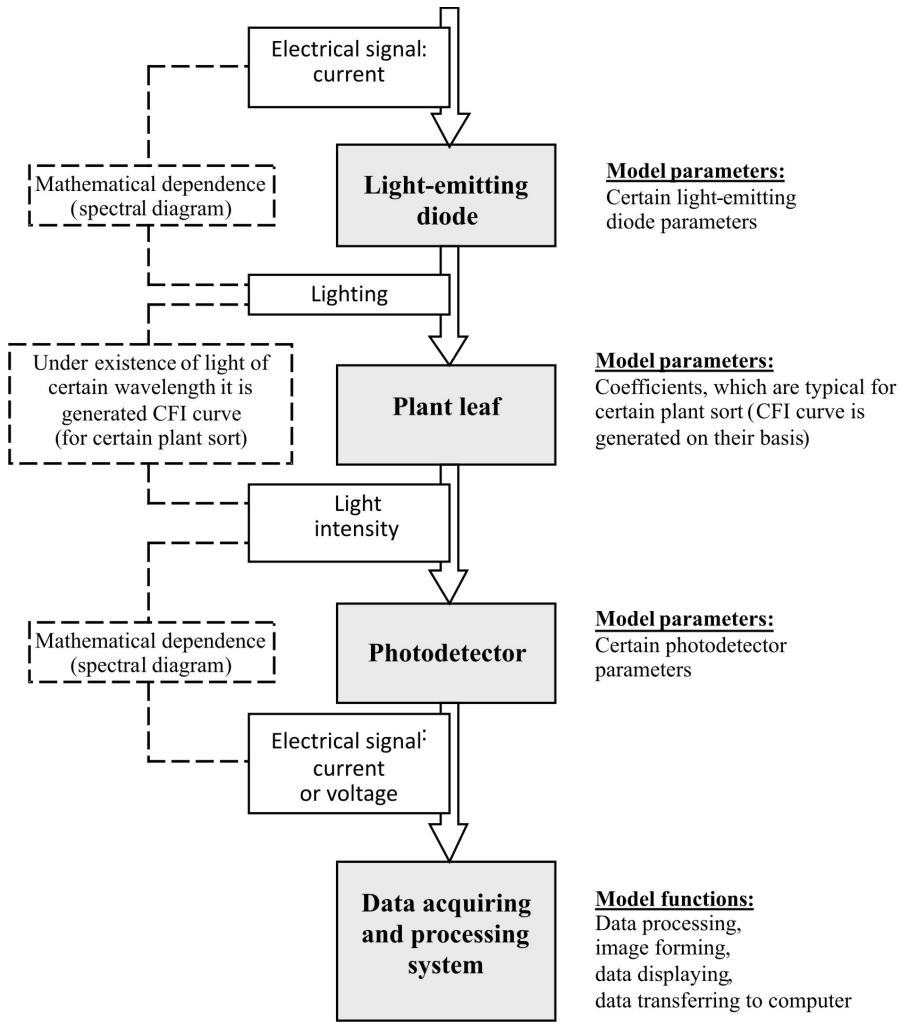 Electrical signal:
current
Mathematical dependence
(spectral diagram)
Light-emitting
diode
Model parameters:
Certain light-emitting
diode parameters
Lighting
Under existence of light of
certain wavelength it is
generated CFI curve
(for certain plant sort)
Plant leaf
Model parameters:
Coefficients, which are typical for
certain plant sort (CFI curve is
generated on their basis)
Light
intensity
Mathematical dependence
(spectral diagram)
Photodetector
Model parameters:
Certain photodetector
parameters
Electrical signal:
current
or voltage
Data acquiring
and processing
system
Model functions:
Data processing,
image forming,
data displaying,
data transferring to computer